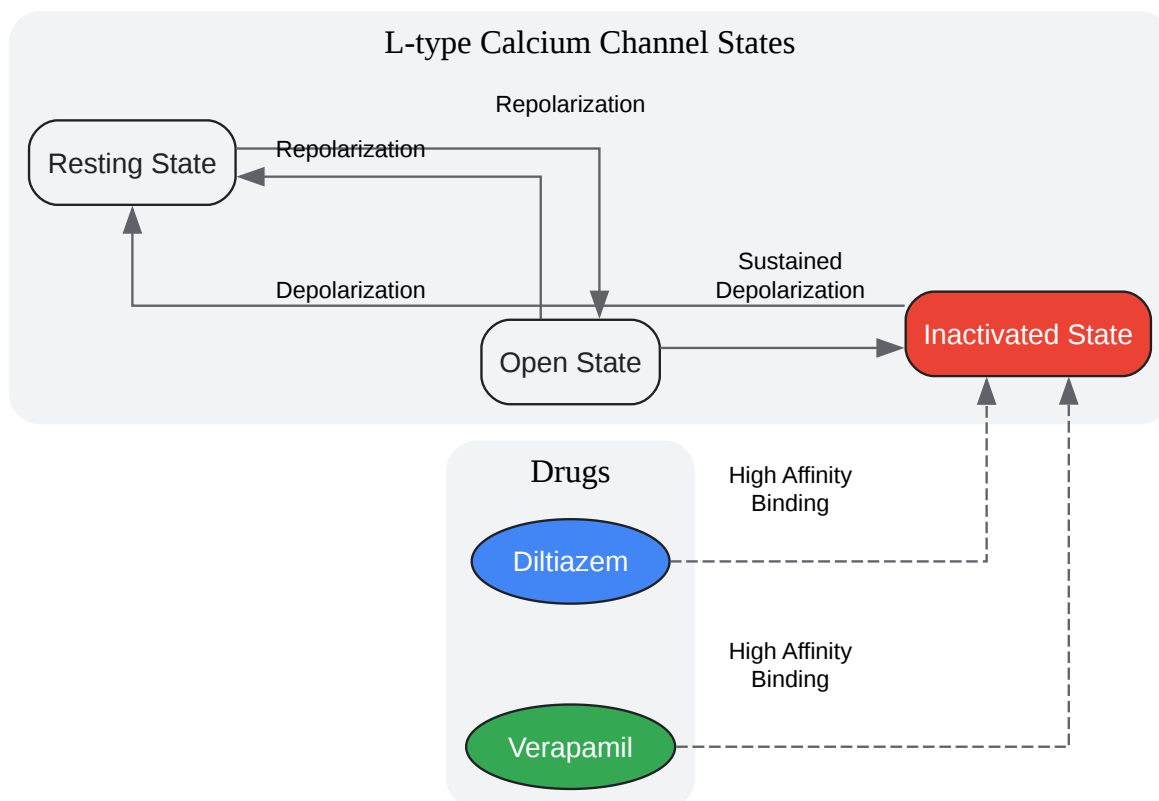 L-type Calcium Channel States
Repolarization
Resting State
Repolarization
Depolarization
Sustained
Depolarization
Open State
Inactivated State
Drugs
High Affinity
Binding
Diltiazem
High Affinity
Binding
Verapamil